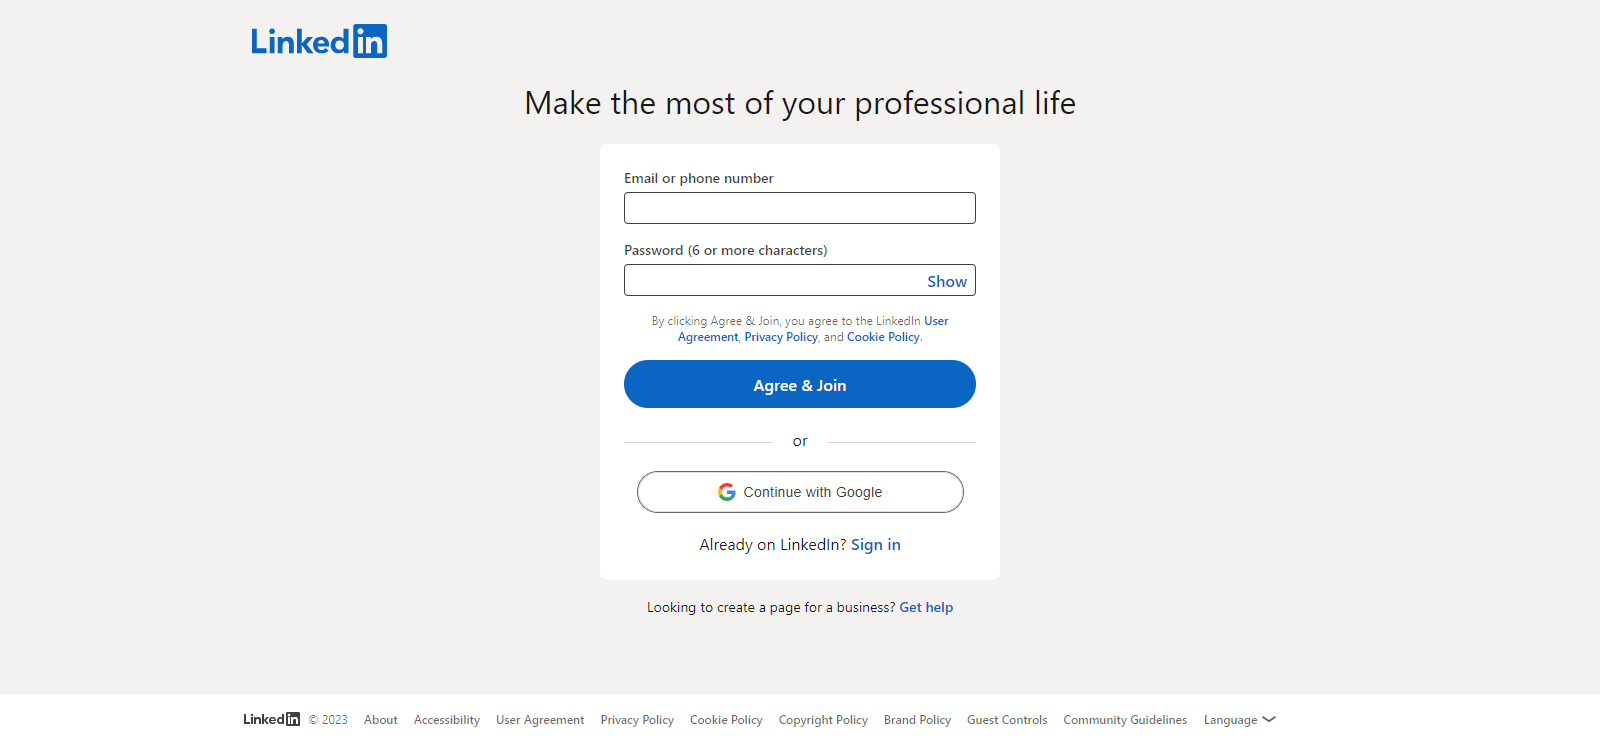 LinkedIn
Make the most of your professional life
Email or phone number
Password (6 or more characters)
Show
By clicking Agree & Join, you agree to the LinkedIn User
Agreement, Privacy Policy, and Cookie Policy.
Agree & Join
or
Continue with Google
Already on LinkedIn? Sign in
Looking to create a page for a business? Get help
LinkedIn © 2023 About Accessibility User Agreement Privacy Policy Cookie Policy Copyright Policy Brand Policy Guest Controls Community Guidelines Language